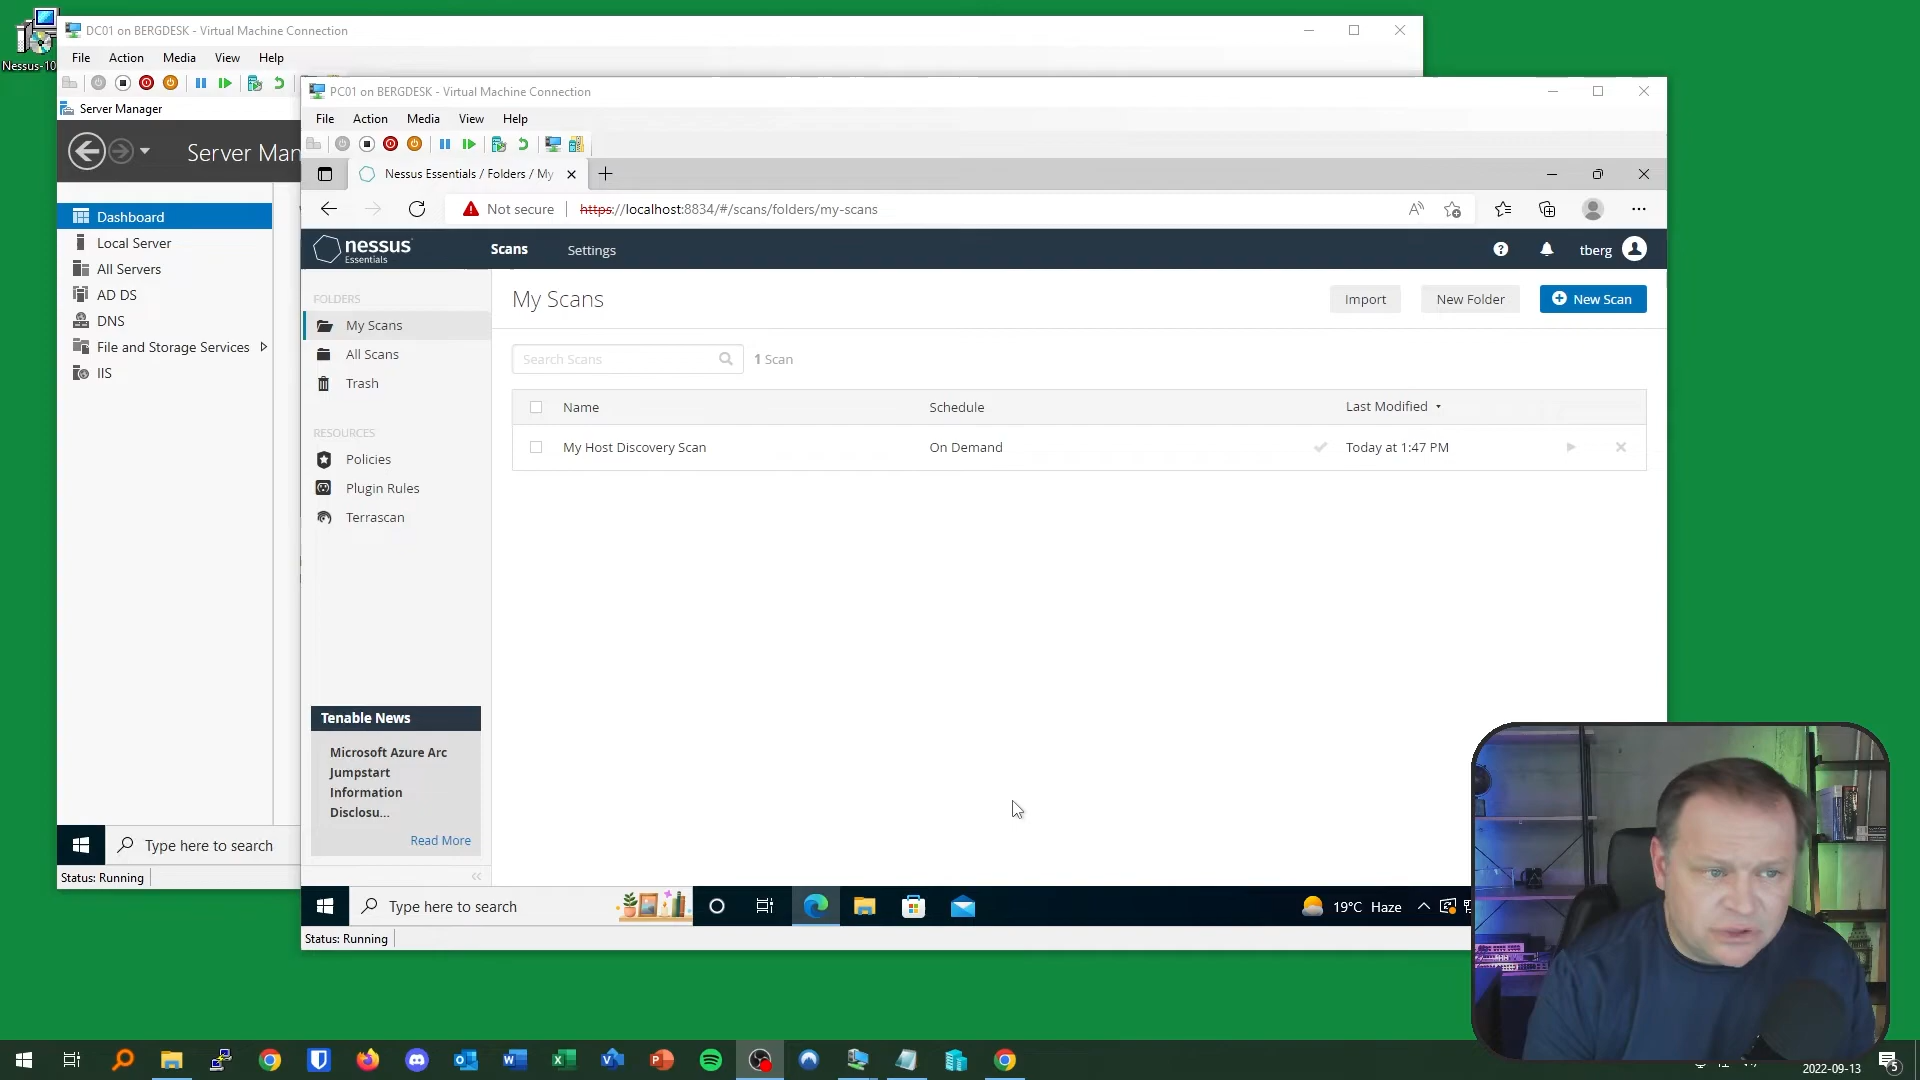 Nessus-10
DC01 on BERGDESK - Virtual Machine Connection
File Action Media View Help
Server Manager
Server Man
Dashboard
Local Server
All Servers
AD DS
DNS
File and Storage Services
IIS
Type here to search
Status: Running
PC01 on BERGDESK - Virtual Machine Connection
File Action Media View Help
Nessus Essentials / Folders / My
Not secure https://localhost:8834/#/scans/folders/my-scans
nessus
Essentials
Scans Settings
tberg
FOLDERS
My Scans
All Scans
Trash
RESOURCES
Policies
Plugin Rules
Terrascan
Tenable News
Microsoft Azure Arc
Jumpstart
Information
Disclosu...
Read More
My Scans
Import New Folder New Scan
Search Scans 1 Scan
Name Schedule Last Modified
My Host Discovery Scan On Demand Today at 1:47 PM
Type here to search
19°C Haze
Status: Running
2022-09-13
5